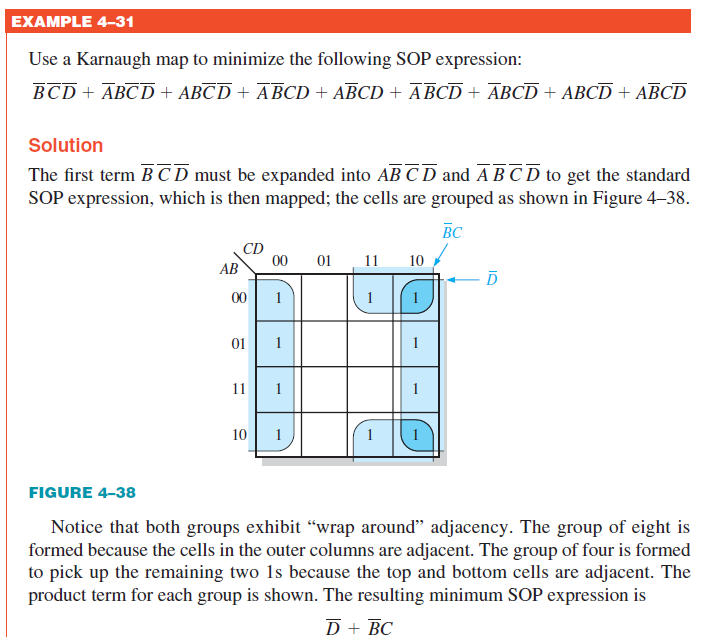 EXAMPLE 4–31
Use a Karnaugh map to minimize the following SOP expression:
B̅C̅D̅ + A̅BC̅D̅ + ABC̅D̅ + A̅B̅CD + AB̅CD + A̅B̅CD̅ + A̅BCD̅ + ABCD̅ + AB̅CD̅
Solution
The first term B̅ C̅ D̅ must be expanded into AB̅ C̅ D̅ and A̅ B̅ C̅ D̅ to get the standard
SOP expression, which is then mapped; the cells are grouped as shown in Figure 4–38.
B̅C
CD
AB
00 01 11 10
D̅
00 1 1 1
01 1 1
11 1 1
10 1 1 1
FIGURE 4–38
Notice that both groups exhibit “wrap around” adjacency. The group of eight is
formed because the cells in the outer columns are adjacent. The group of four is formed
to pick up the remaining two 1s because the top and bottom cells are adjacent. The
product term for each group is shown. The resulting minimum SOP expression is
D̅ + B̅C